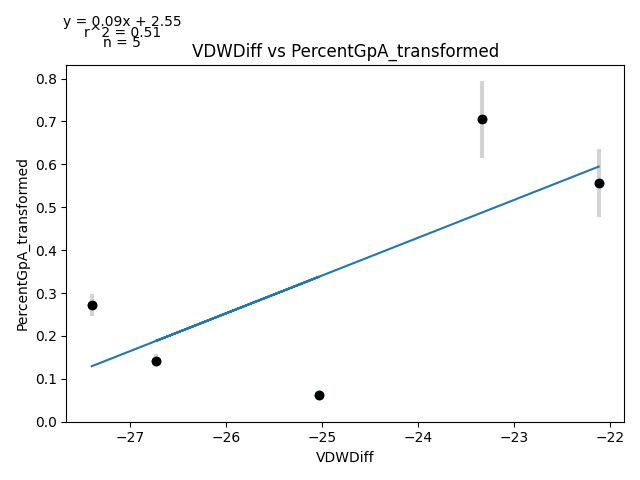 y = 0.09x + 2.55
r^2 = 0.51
n = 5
VDWDiff vs PercentGpA_transformed
0.8
0.7
0.6
0.5
0.4
0.3
0.2
0.1
0.0
PercentGpA_transformed
−27
−26
−25
−24
−23
−22
VDWDiff